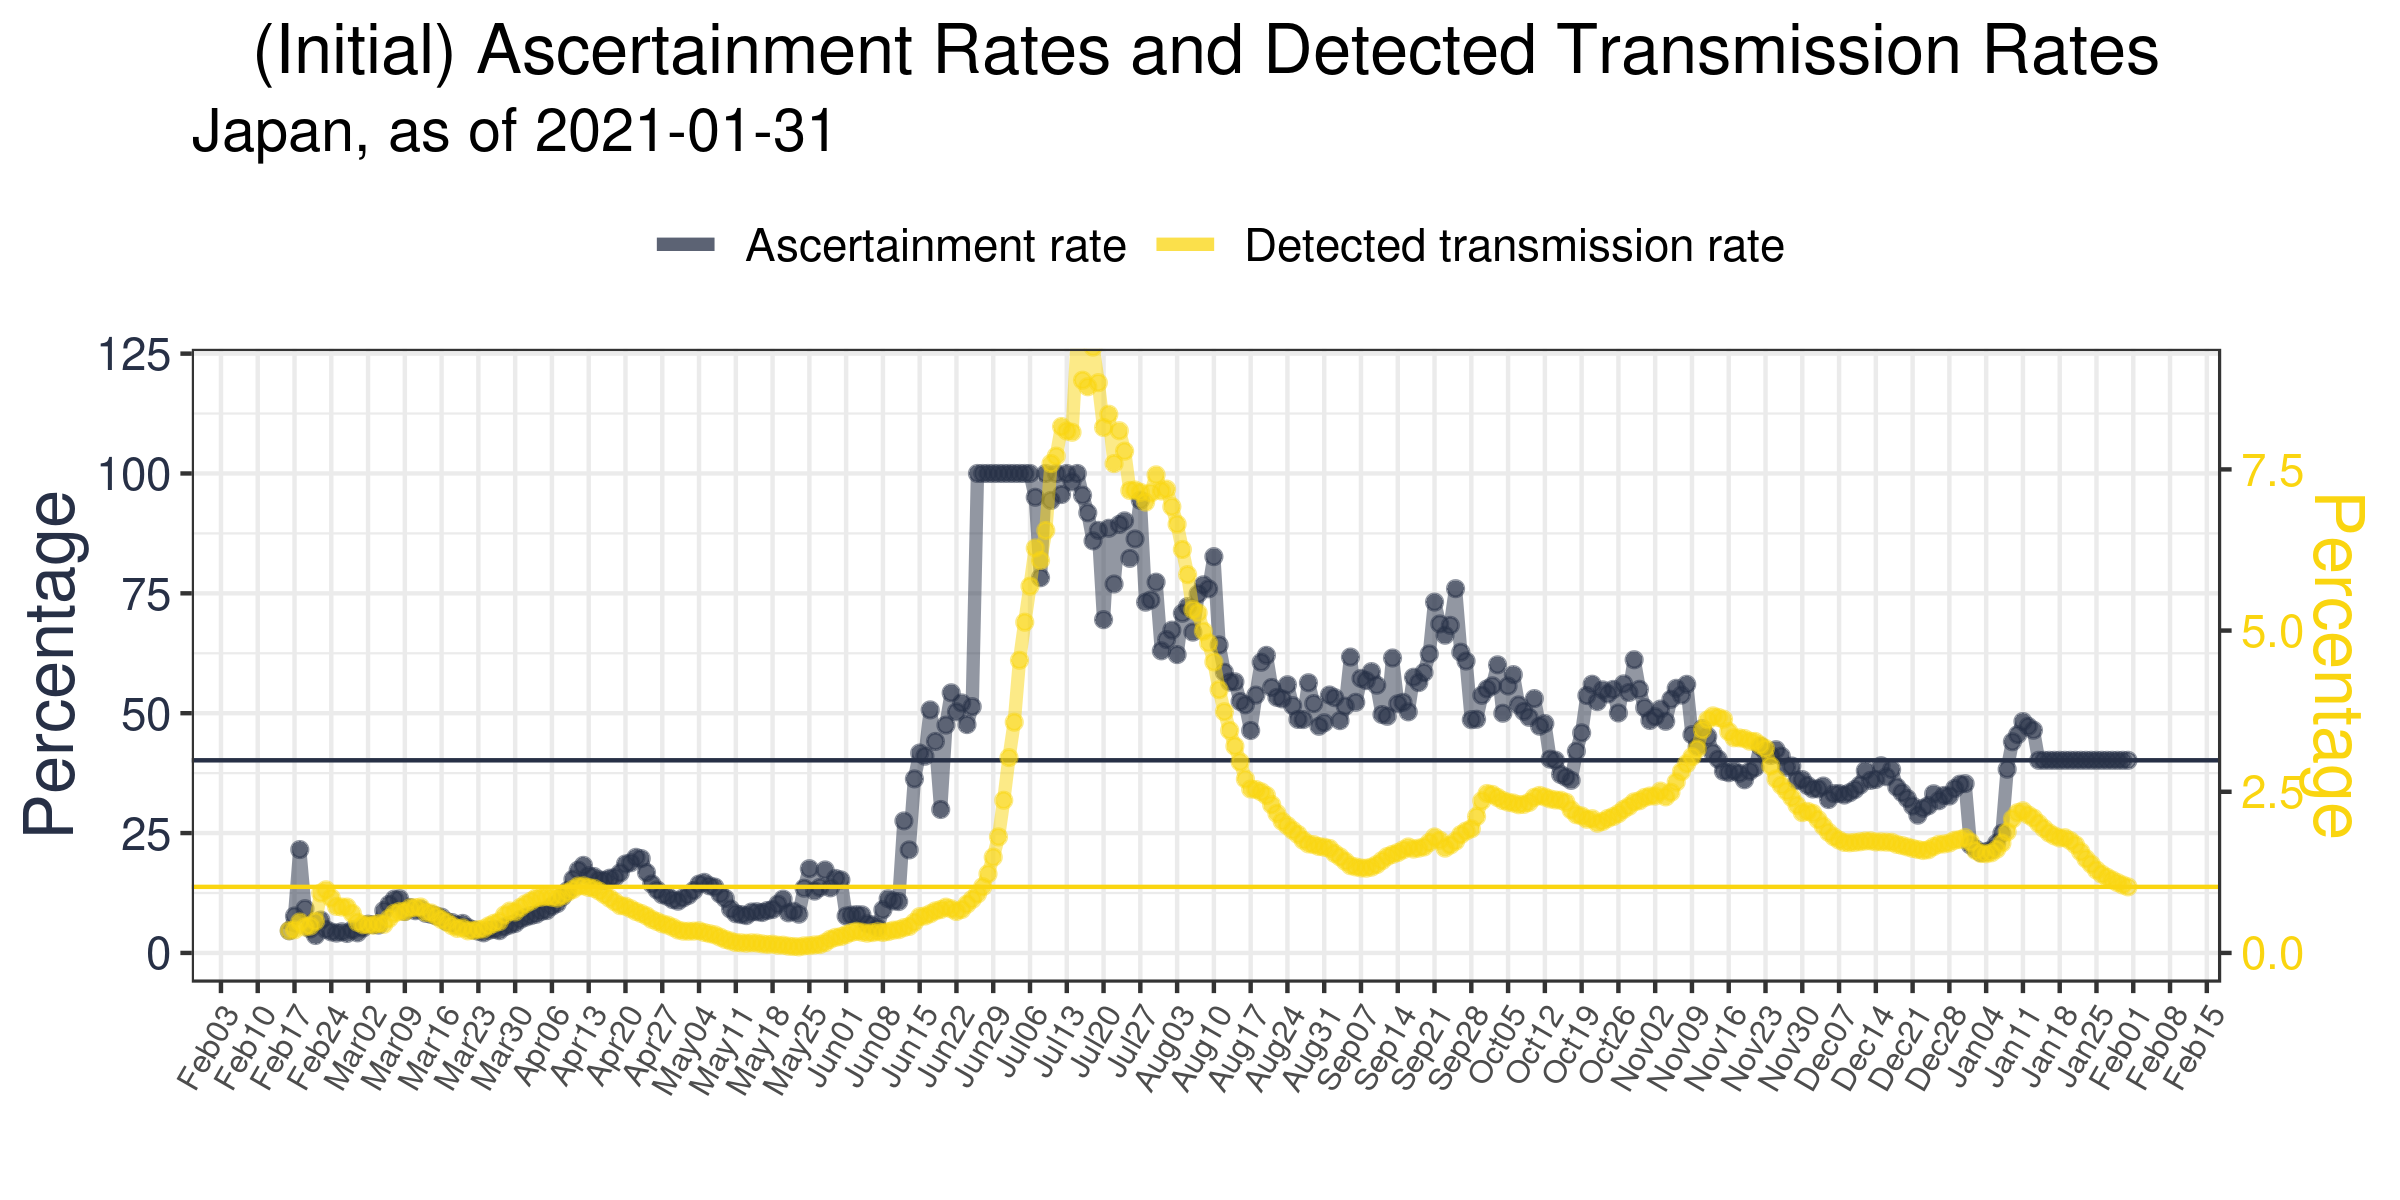 (Initial) Ascertainment Rates and Detected Transmission Rates
Japan, as of 2021-01-31
Ascertainment rate
Detected transmission rate
Percentage
125
100
75
50
25
0
7.5
5.0
2.5
0.0
Percentage
Feb03
Feb10
Feb17
Feb24
Mar02
Mar09
Mar16
Mar23
Mar30
Apr06
Apr13
Apr20
Apr27
May04
May11
May18
May25
Jun01
Jun08
Jun15
Jun22
Jun29
Jul06
Jul13
Jul20
Jul27
Aug03
Aug10
Aug17
Aug24
Aug31
Sep07
Sep14
Sep21
Sep28
Oct05
Oct12
Oct19
Oct26
Nov02
Nov09
Nov16
Nov23
Nov30
Dec07
Dec14
Dec21
Dec28
Jan04
Jan11
Jan18
Jan25
Feb01
Feb08
Feb15